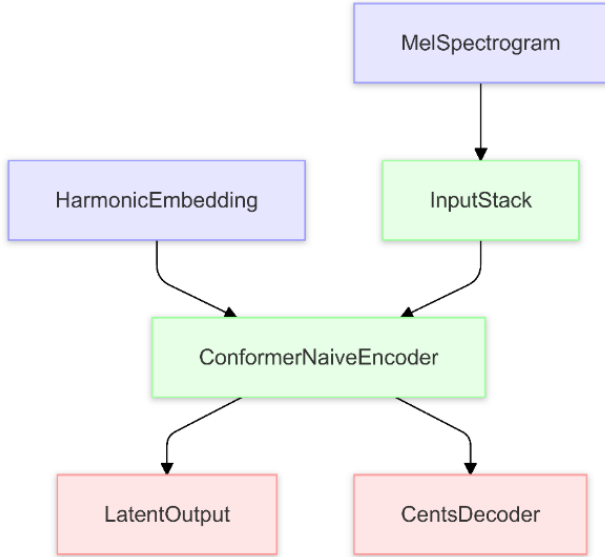 MelSpectrogram
HarmonicEmbedding
InputStack
ConformerNaiveEncoder
LatentOutput
CentsDecoder